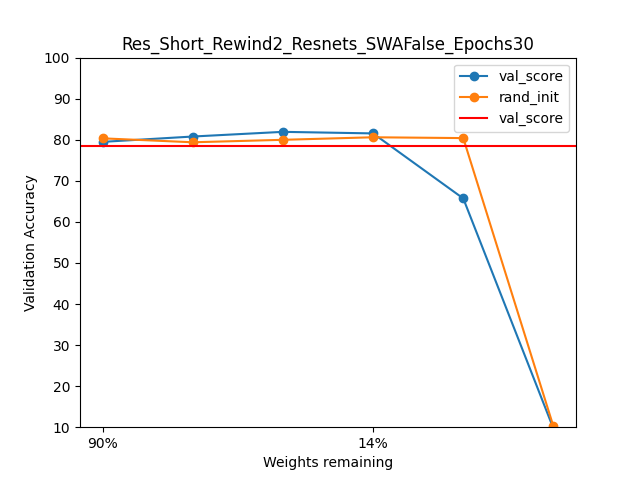 Res_Short_Rewind2_Resnets_SWAFalse_Epochs30
100
90
80
70
60
50
40
30
20
10
Validation Accuracy
val_score
rand_init
val_score
90%
14%
Weights remaining